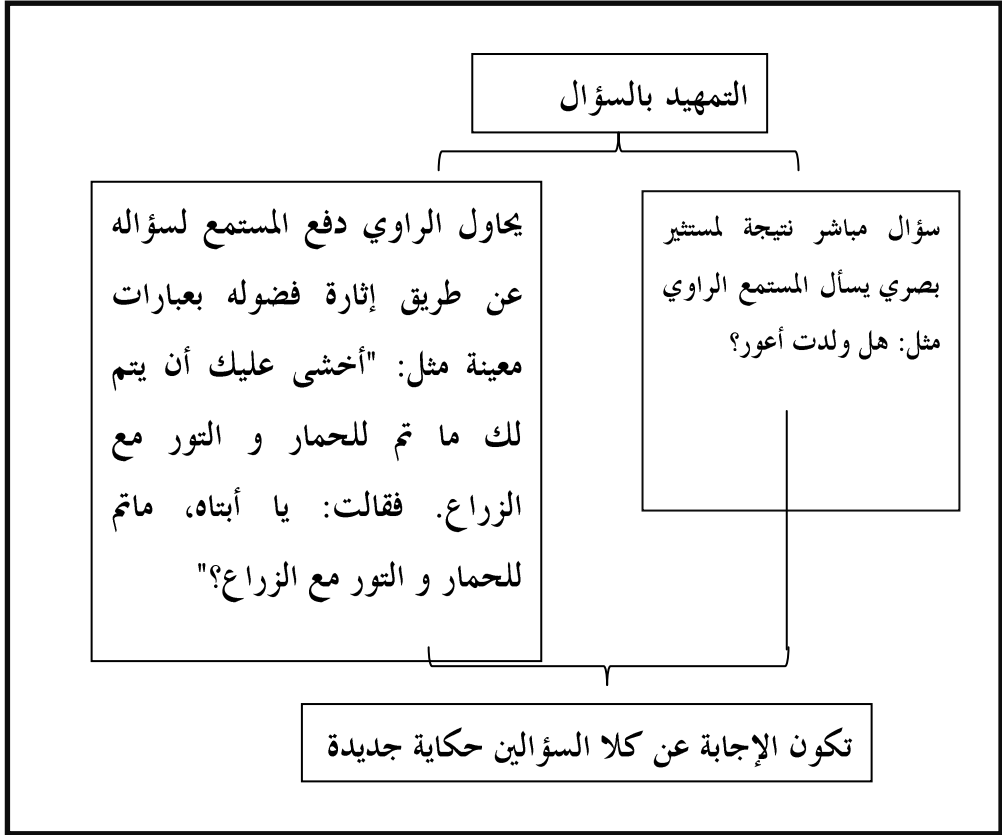 التمهيد بالسؤال
سؤال مباشر نتيجة لمستثير
بصري يسأل المستمع الراوي
مثل: هل ولدت أعور؟
يحاول الراوي دفع المستمع لسؤاله
عن طريق إثارة فضوله بعبارات
معينة مثل: "أخشى عليك أن يتم
لك ما تم للحمار و التور مع
الزراع. فقالت: يا أبتاه، ماتم
للحمار و التور مع الزراع؟"
تكون الإجابة عن كلا السؤالين حكاية جديدة